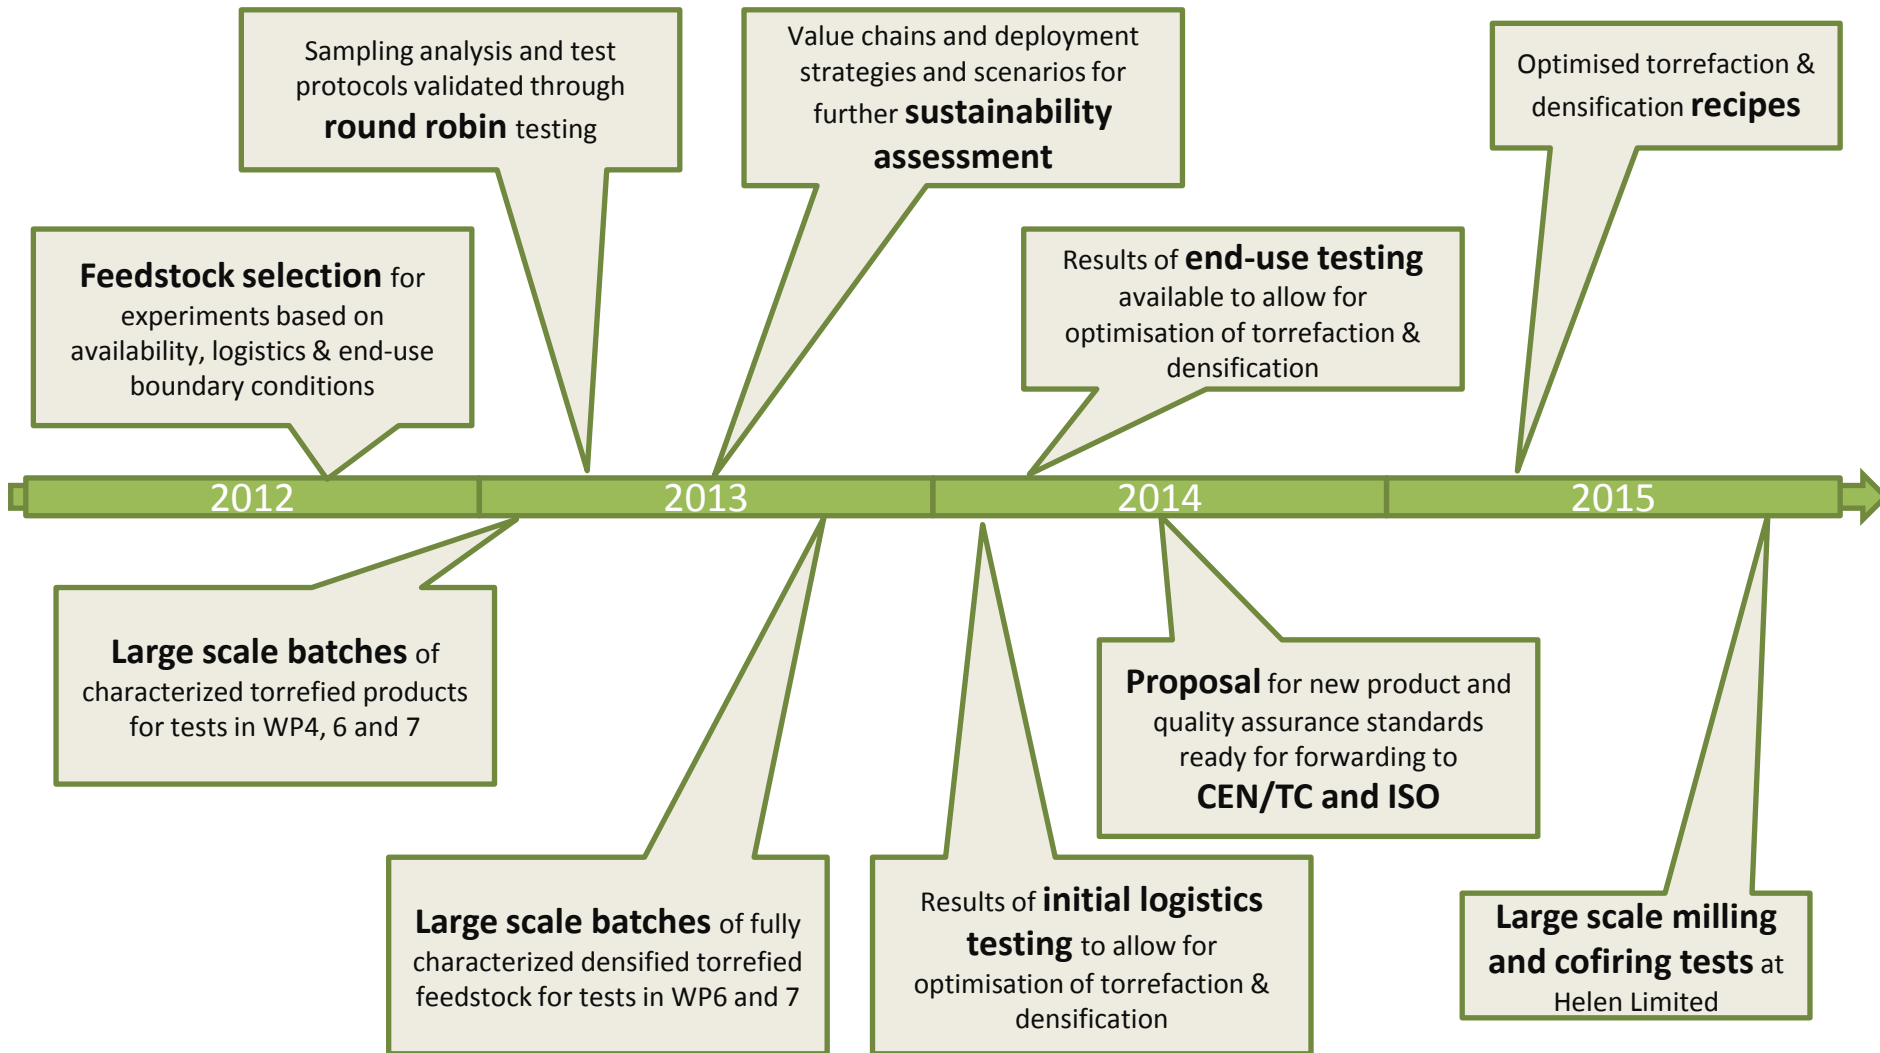 Sampling analysis and test
protocols validated through
round robin testing
Value chains and deployment
strategies and scenarios for
further sustainability
assessment
Optimised torrefaction &
densification recipes
Feedstock selection for
experiments based on
availability, logistics & end-use
boundary conditions
Results of end-use testing
available to allow for
optimisation of torrefaction &
densification
2012
2013
2014
2015
Large scale batches of
characterized torrefied products
for tests in WP4, 6 and 7
Proposal for new product and
quality assurance standards
ready for forwarding to
CEN/TC and ISO
Large scale batches of fully
characterized densified torrefied
feedstock for tests in WP6 and 7
Results of initial logistics
testing to allow for
optimisation of torrefaction &
densification
Large scale milling
and cofiring tests at
Helen Limited